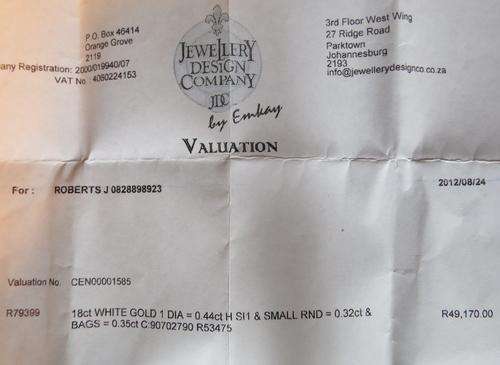 P.O. Box 46414
Orange Grove
2119
any Registration: 2000/019940/07
VAT No. 4060224153
JEWELLERY
DESIGN
COMPANY
JDC
by Emkay
VALUATION
3rd Floor West Wing
27 Ridge Road
Parktown
Johannesburg
2193
info@jewellerydesignco.co.za
For : ROBERTS J 0828898923 2012/08/24
Valuation No. CEN00001585
R79399 18ct WHITE GOLD 1 DIA = 0.44ct H SI1 & SMALL RND = 0.32ct & R49,170.00
BAGS = 0.35ct C:90702790 R53475